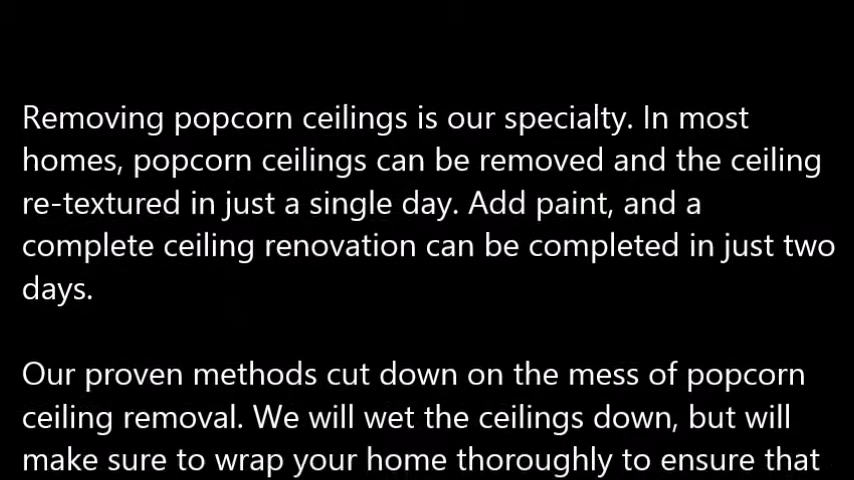 Removing popcorn ceilings is our specialty. In most
homes, popcorn ceilings can be removed and the ceiling
re-textured in just a single day. Add paint, and a
complete ceiling renovation can be completed in just two
days.
Our proven methods cut down on the mess of popcorn
ceiling removal. We will wet the ceilings down, but will
make sure to wrap your home thoroughly to ensure that